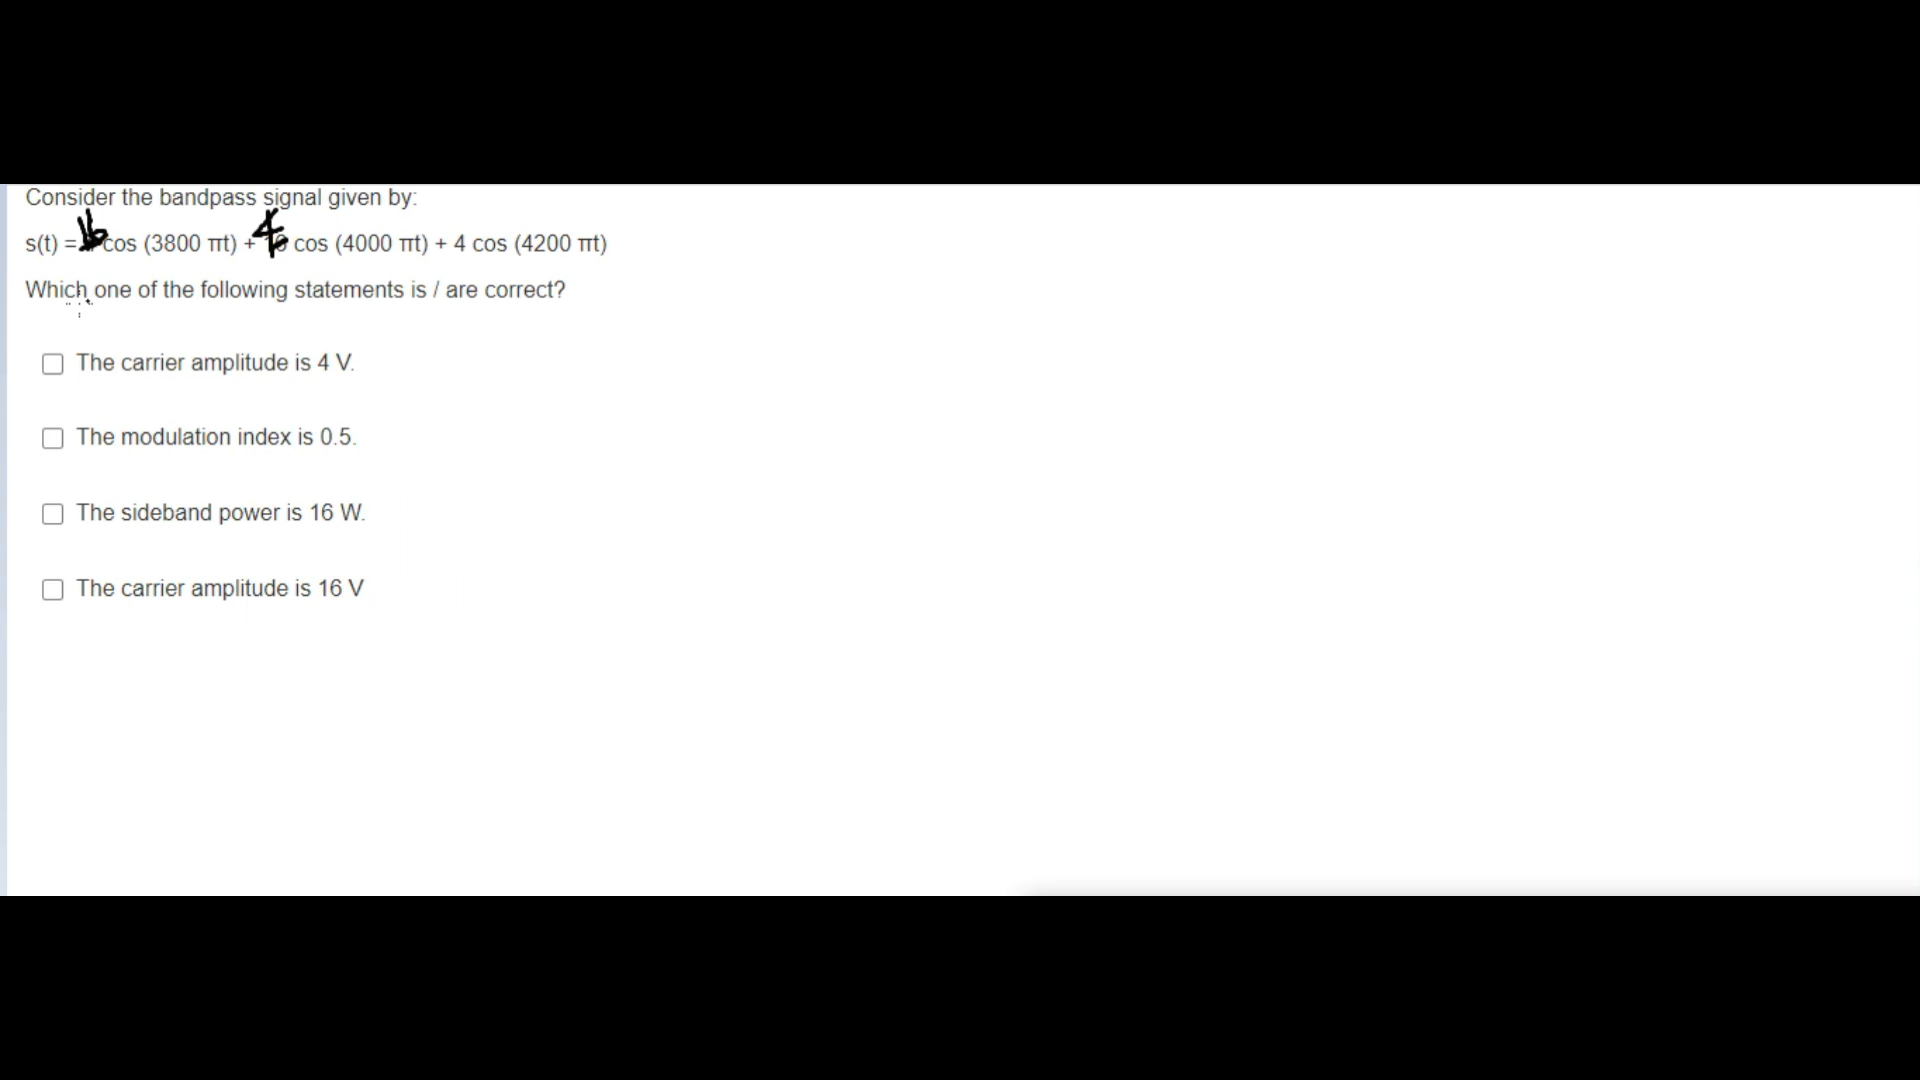 Consider the bandpass signal given by:
s(t) = 16 cos (3800 πt) + 4 cos (4000 πt) + 4 cos (4200 πt)
Which one of the following statements is / are correct?
The carrier amplitude is 4 V.
The modulation index is 0.5.
The sideband power is 16 W.
The carrier amplitude is 16 V